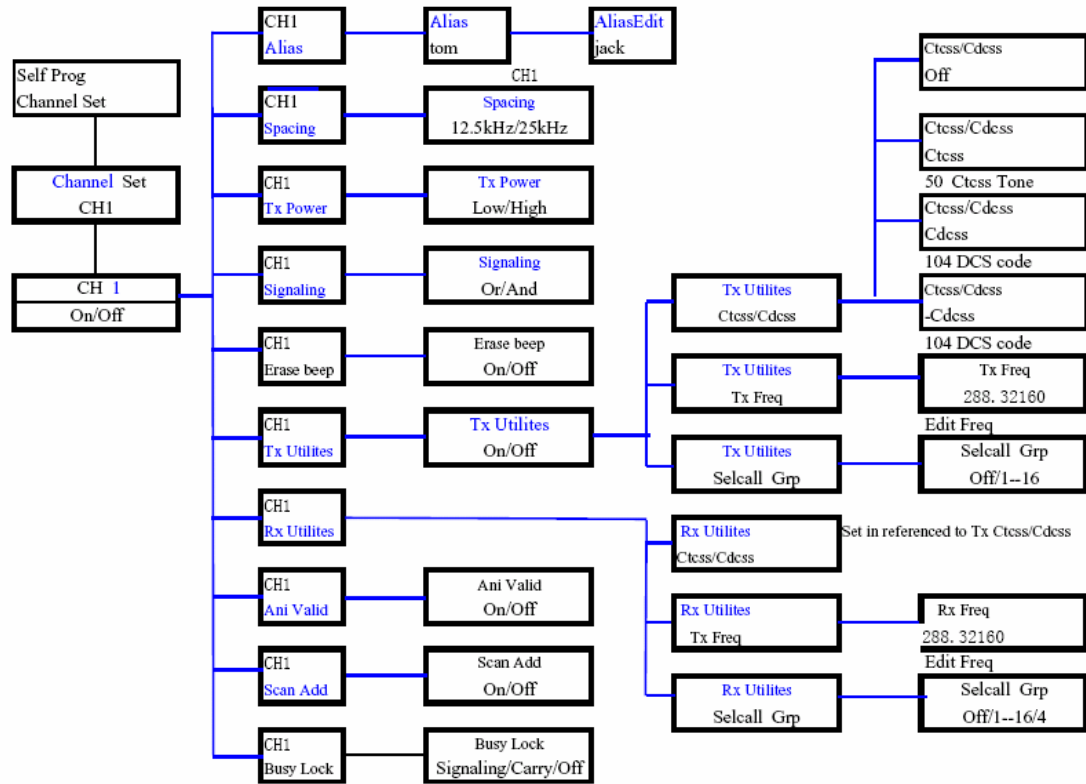 Self Prog
Channel Set
Channel Set
CH1
CH 1
On/Off
CH1
Alias
Alias
tom
AliasEdit
jack
CH1
CH1
Spacing
Spacing
12.5kHz/25kHz
CH1
Tx Power
Tx Power
Low/High
CH1
Signaling
Signaling
Or/And
CH1
Erase beep
Erase beep
On/Off
CH1
Tx Utilites
Tx Utilites
On/Off
Tx Utilites
Ctcss/Cdcss
Ctcss/Cdcss
Off
Ctcss/Cdcss
Ctcss
50 Ctcss Tone
Ctcss/Cdcss
Cdcss
104 DCS code
Ctcss/Cdcss
-Cdcss
104 DCS code
Tx Utilites
Tx Freq
Tx Freq
288. 32160
Edit Freq
Tx Utilites
Selcall Grp
Selcall Grp
Off/1--16
CH1
Rx Utilites
Rx Utilites
Ctcss/Cdcss
Set in referenced to Tx Ctcss/Cdcss
Rx Utilites
Tx Freq
Rx Freq
288. 32160
Edit Freq
Rx Utilites
Selcall Grp
Selcall Grp
Off/1--16/4
CH1
Ani Valid
Ani Valid
On/Off
CH1
Scan Add
Scan Add
On/Off
CH1
Busy Lock
Busy Lock
Signaling/Carry/Off